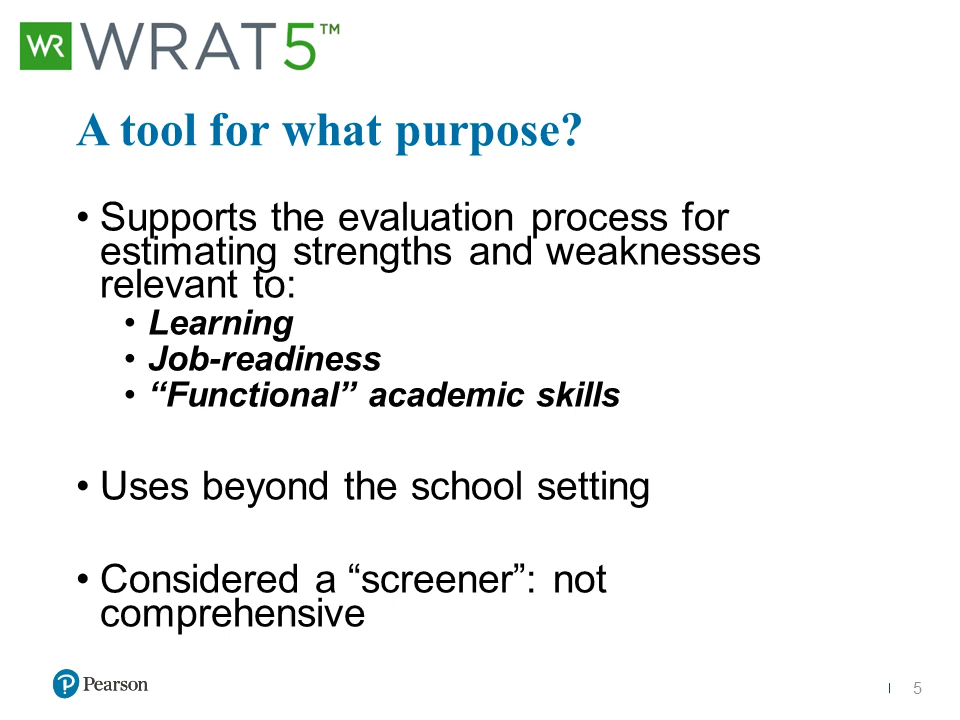 WR WRAT5™
A tool for what purpose?
• Supports the evaluation process for
estimating strengths and weaknesses
relevant to:
• Learning
• Job-readiness
• “Functional” academic skills
• Uses beyond the school setting
• Considered a “screener”: not
comprehensive
P Pearson
| 5